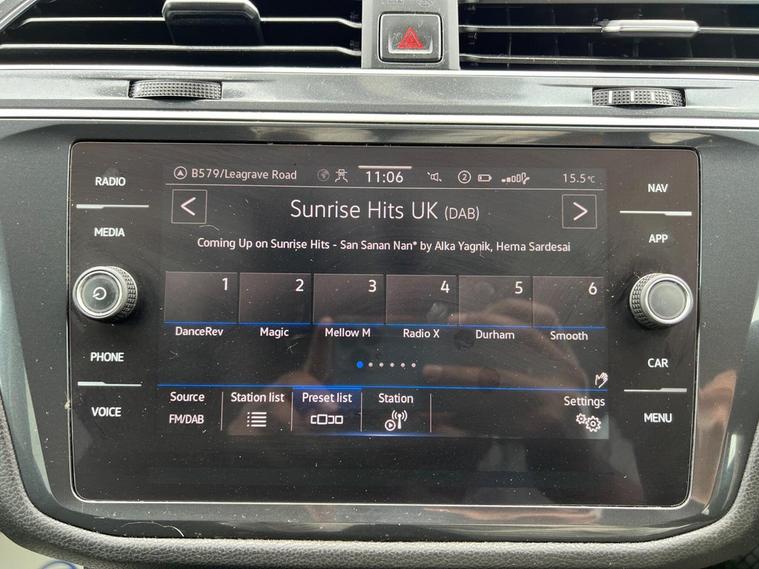 B579/Leagrave Road 11:06 2 15.5°C
RADIO
NAV
Sunrise Hits UK (DAB)
MEDIA
APP
Coming Up on Sunrise Hits - San Sanan Nan* by Alka Yagnik, Hema Sardesai
1 2 3 4 5 6
DanceRev Magic Mellow M Radio X Durham Smooth
PHONE
CAR
Source Station list Preset list Station Settings
VOICE
FM/DAB
MENU